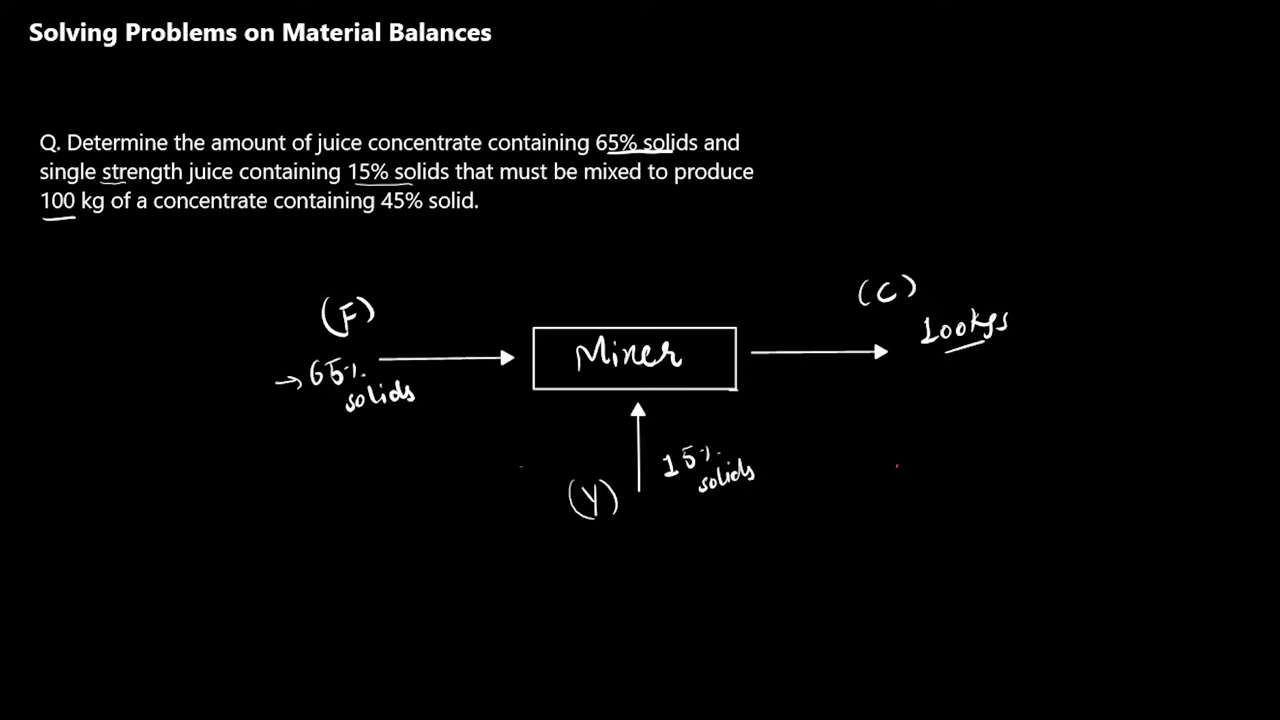 Solving Problems on Material Balances
Q. Determine the amount of juice concentrate containing 65% solids and
single strength juice containing 15% solids that must be mixed to produce
100 kg of a concentrate containing 45% solid.
(F)
(C)
100kgs
Mixer
→ 65%
solids
15%
solids
(Y)